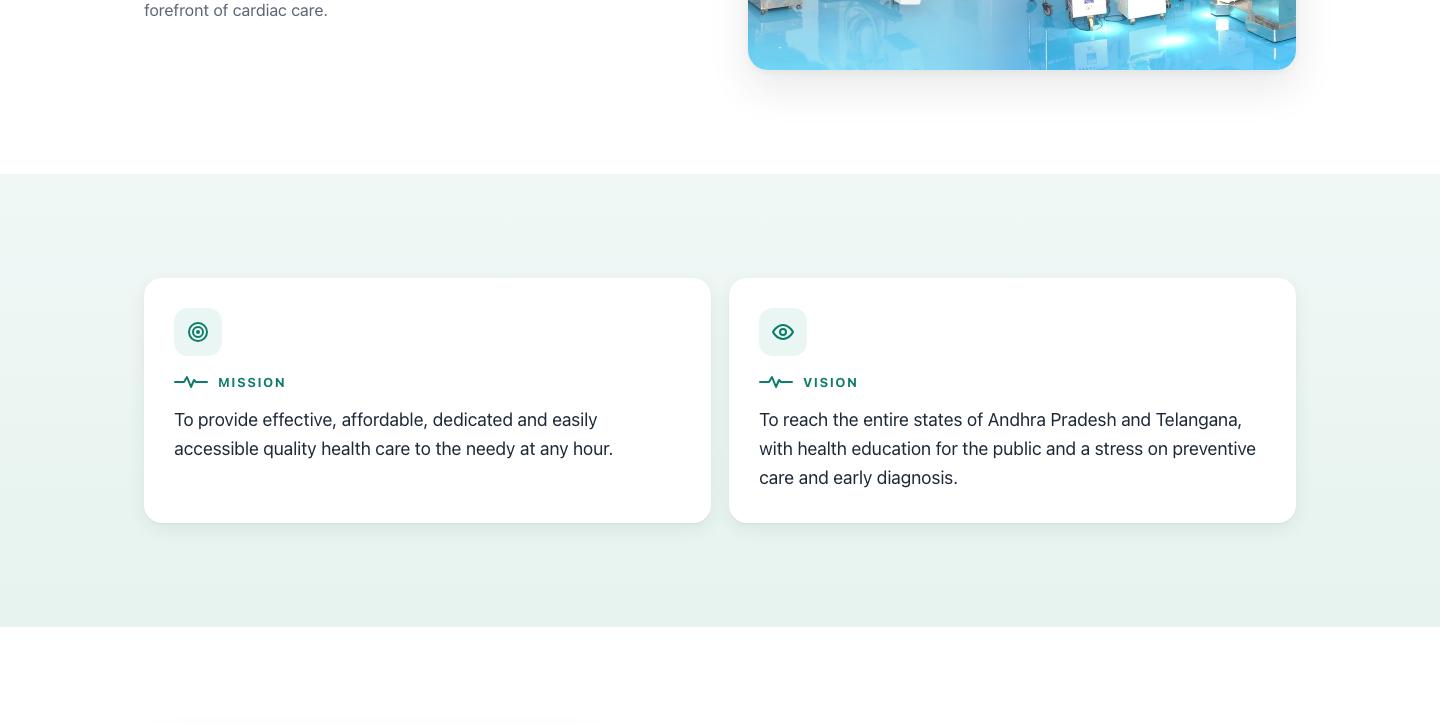 forefront of cardiac care.
MISSION
To provide effective, affordable, dedicated and easily
accessible quality health care to the needy at any hour.
VISION
To reach the entire states of Andhra Pradesh and Telangana,
with health education for the public and a stress on preventive
care and early diagnosis.